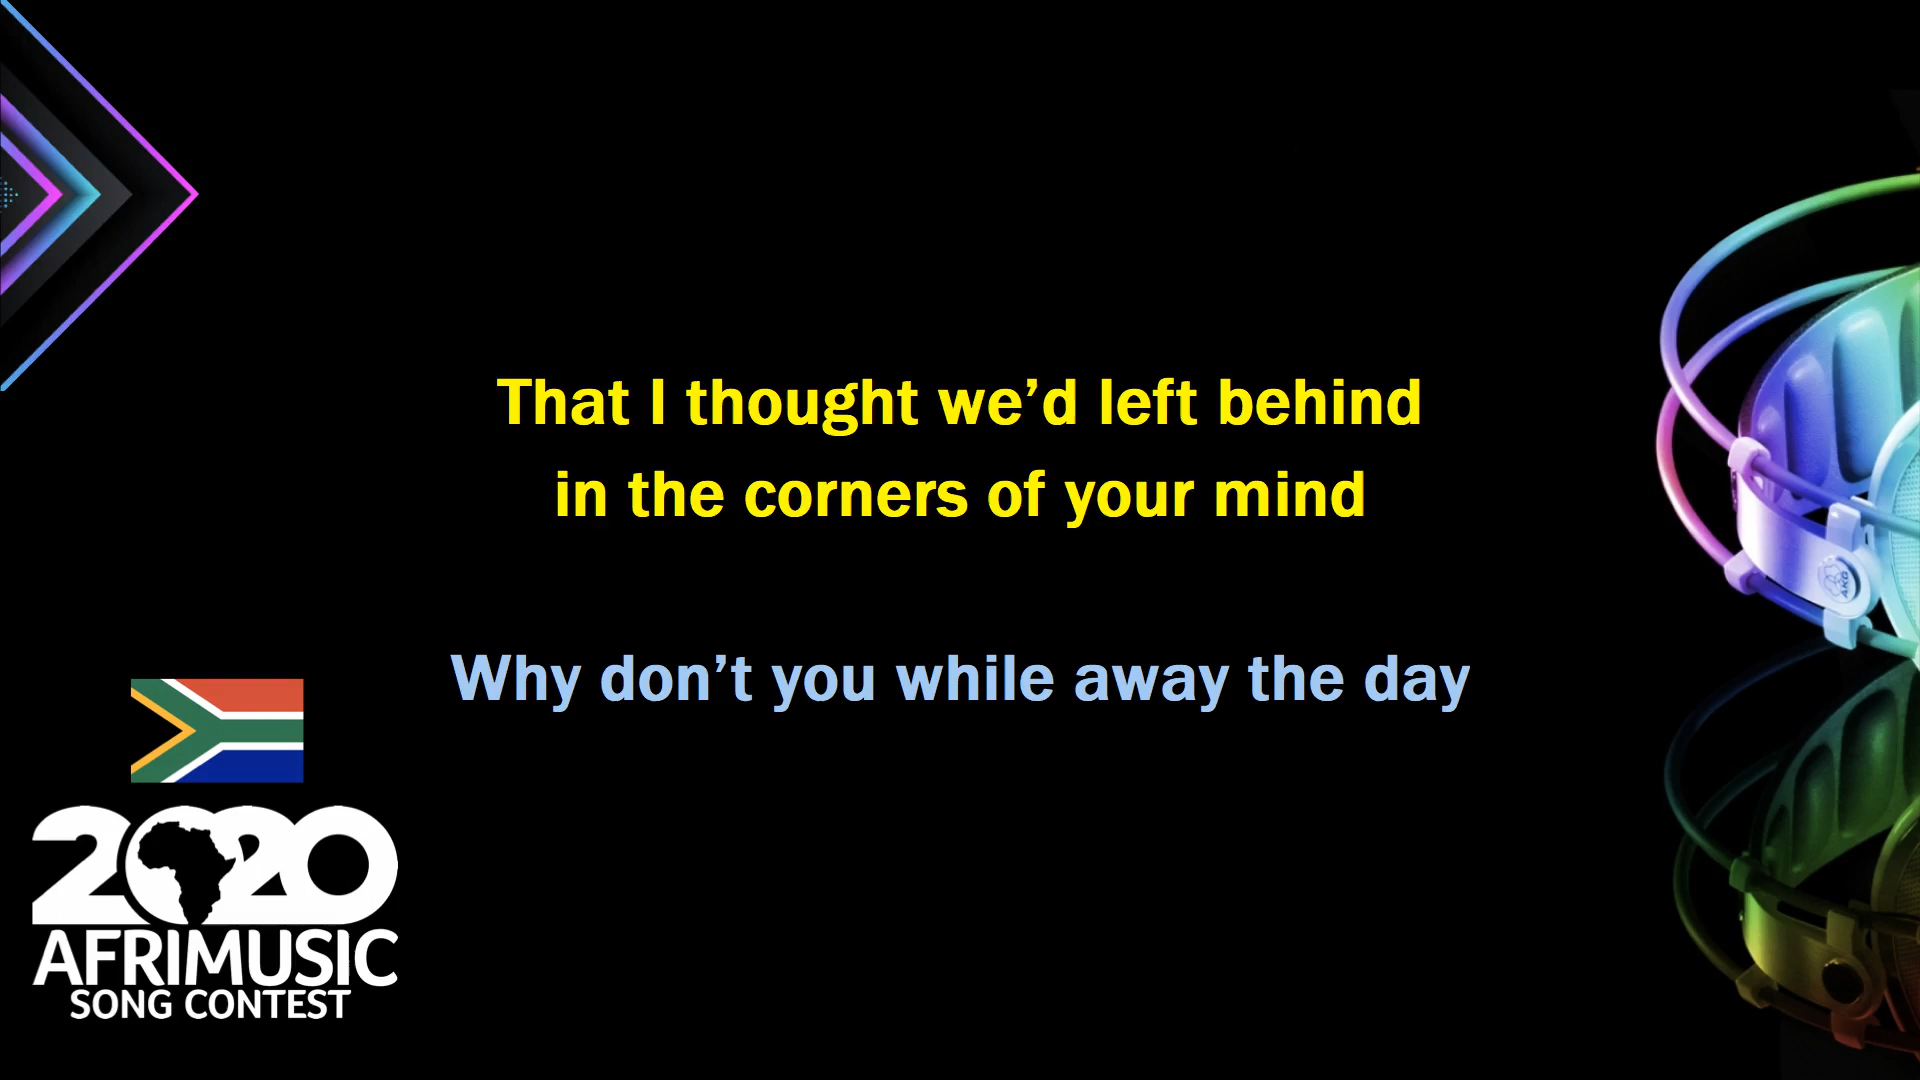 That I thought we’d left behind
in the corners of your mind
Why don’t you while away the day
2020
AFRIMUSIC
SONG CONTEST
AKG